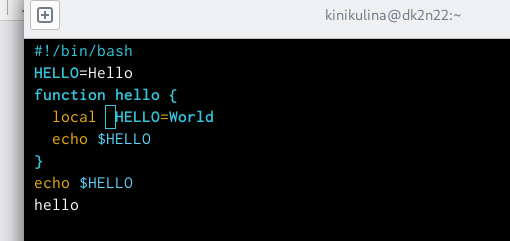 kinikulina@dk2n22:~
#!/bin/bash
HELLO=Hello
function hello {
  local  HELLO=World
  echo $HELLO
}
echo $HELLO
hello